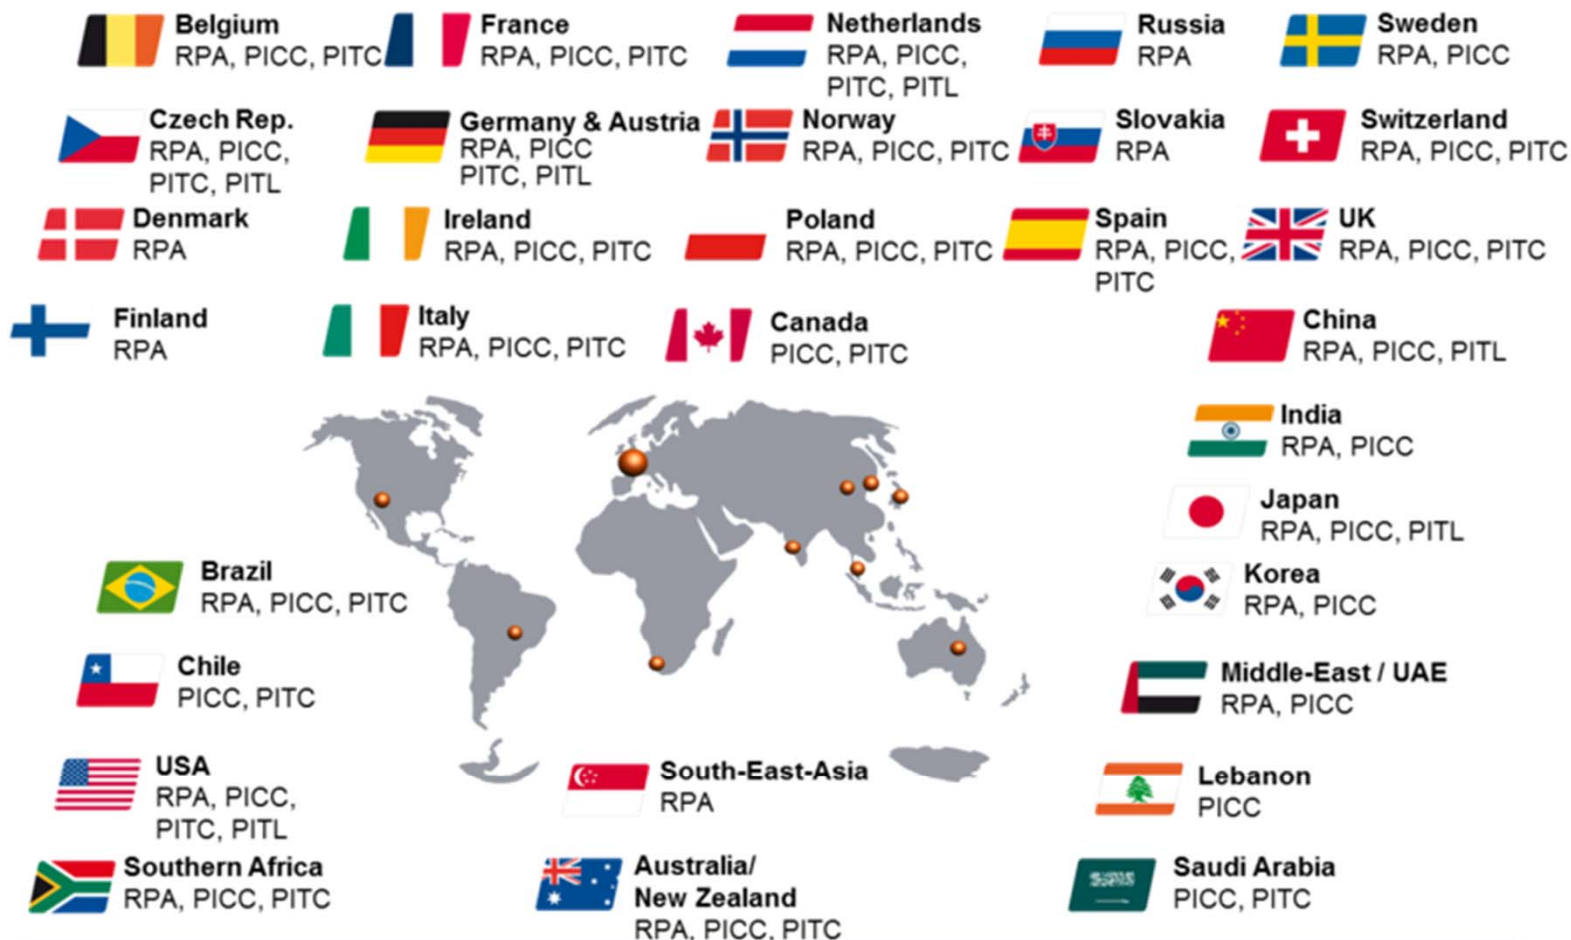 Belgium
RPA, PICC, PITC
France
RPA, PICC, PITC
Netherlands
RPA, PICC,
PITC, PITL
Russia
RPA
Sweden
RPA, PICC
Czech Rep.
RPA, PICC,
PITC, PITL
Germany & Austria
RPA, PICC
PITC, PITL
Norway
RPA, PICC, PITC
Slovakia
RPA
Switzerland
RPA, PICC, PITC
Denmark
RPA
Ireland
RPA, PICC, PITC
Poland
RPA, PICC, PITC
Spain
RPA, PICC,
PITC
UK
RPA, PICC, PITC
Finland
RPA
Italy
RPA, PICC, PITC
Canada
PICC, PITC
China
RPA, PICC, PITL
India
RPA, PICC
Japan
RPA, PICC, PITL
Brazil
RPA, PICC, PITC
Korea
RPA, PICC
Chile
PICC, PITC
Middle-East / UAE
RPA, PICC
USA
RPA, PICC,
PITC, PITL
South-East-Asia
RPA
Lebanon
PICC
Southern Africa
RPA, PICC, PITC
Australia/
New Zealand
RPA, PICC, PITC
Saudi Arabia
PICC, PITC